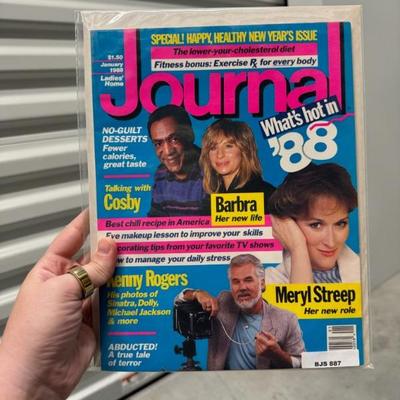 SPECIAL! HAPPY, HEALTHY NEW YEAR'S ISSUE
The lower-your-cholesterol diet
Fitness bonus: Exercise ℞ for every body
$1.50
January
1988
Ladies'
Home
Journal
What's hot in
'88
NO-GUILT
DESSERTS
Fewer
calories,
great taste
Talking with
Cosby
Barbra
Her new life
Best chili recipe in America
Eye makeup lesson to improve your skills
corating tips from your favorite TV shows
w to manage your daily stress
Kenny Rogers
His photos of
Sinatra, Dolly,
Michael Jackson
& more
Meryl Streep
Her new role
ABDUCTED!
A true tale
of terror
BJS 887